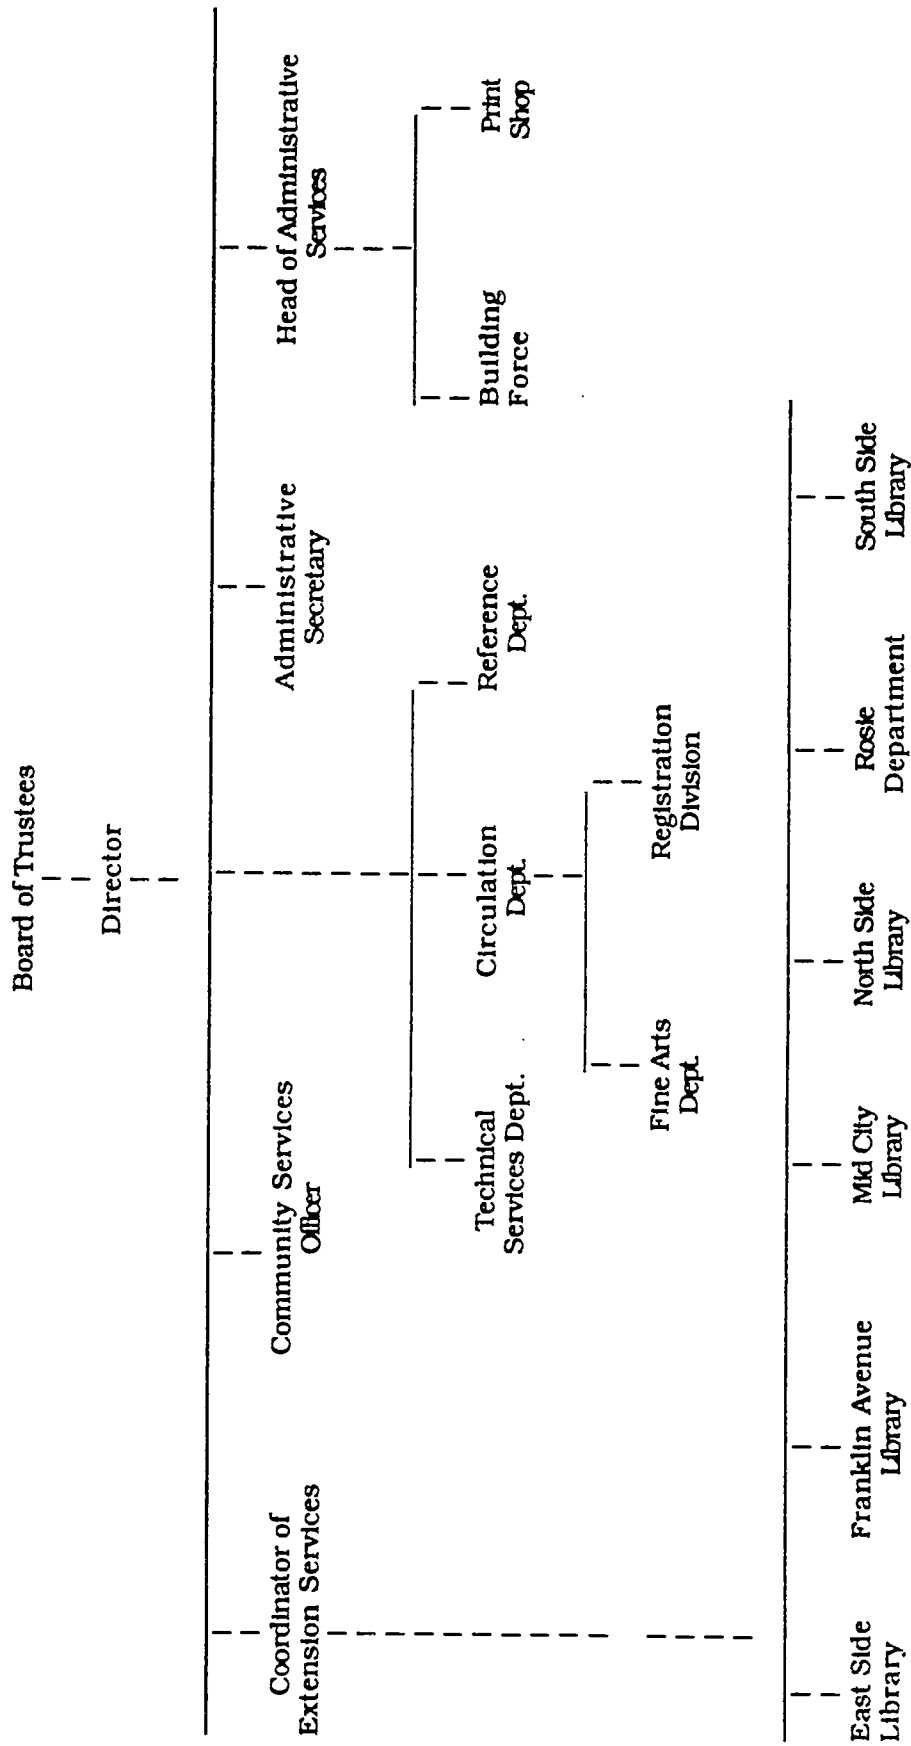 Board of Trustees
Director
Coordinator of
Extension Services
Community Services
Officer
Administrative
Secretary
Head of Administrative
Services
Technical
Services Dept.
Circulation
Dept.
Reference
Dept.
Building
Force
Print
Shop
Fine Arts
Dept.
Registration
Division
East Side
Library
Franklin Avenue
Library
Mid City
Library
North Side
Library
Rosie
Department
South Side
Library